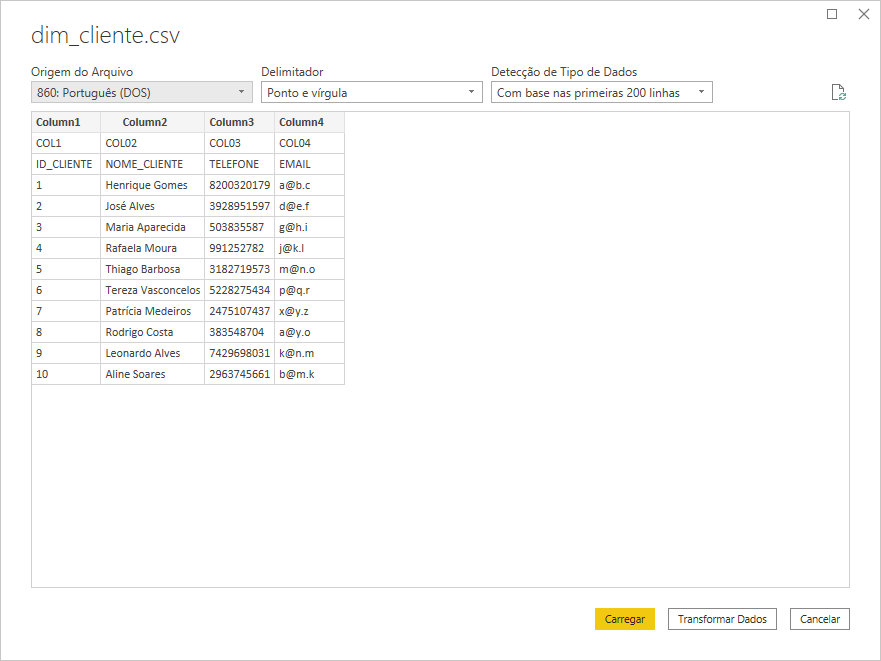 dim_cliente.csv
Origem do Arquivo Delimitador Detecção de Tipo de Dados
860: Português (DOS) Ponto e vírgula Com base nas primeiras 200 linhas
Column1 Column2 Column3 Column4
COL1 COL02 COL03 COL04
ID_CLIENTE NOME_CLIENTE TELEFONE EMAIL
1 Henrique Gomes 8200320179 a@b.c
2 José Alves 3928951597 d@e.f
3 Maria Aparecida 503835587 g@h.i
4 Rafaela Moura 991252782 j@k.l
5 Thiago Barbosa 3182719573 m@n.o
6 Tereza Vasconcelos 5228275434 p@q.r
7 Patrícia Medeiros 2475107437 x@y.z
8 Rodrigo Costa 383548704 a@y.o
9 Leonardo Alves 7429698031 k@n.m
10 Aline Soares 2963745661 b@m.k
Carregar Transformar Dados Cancelar